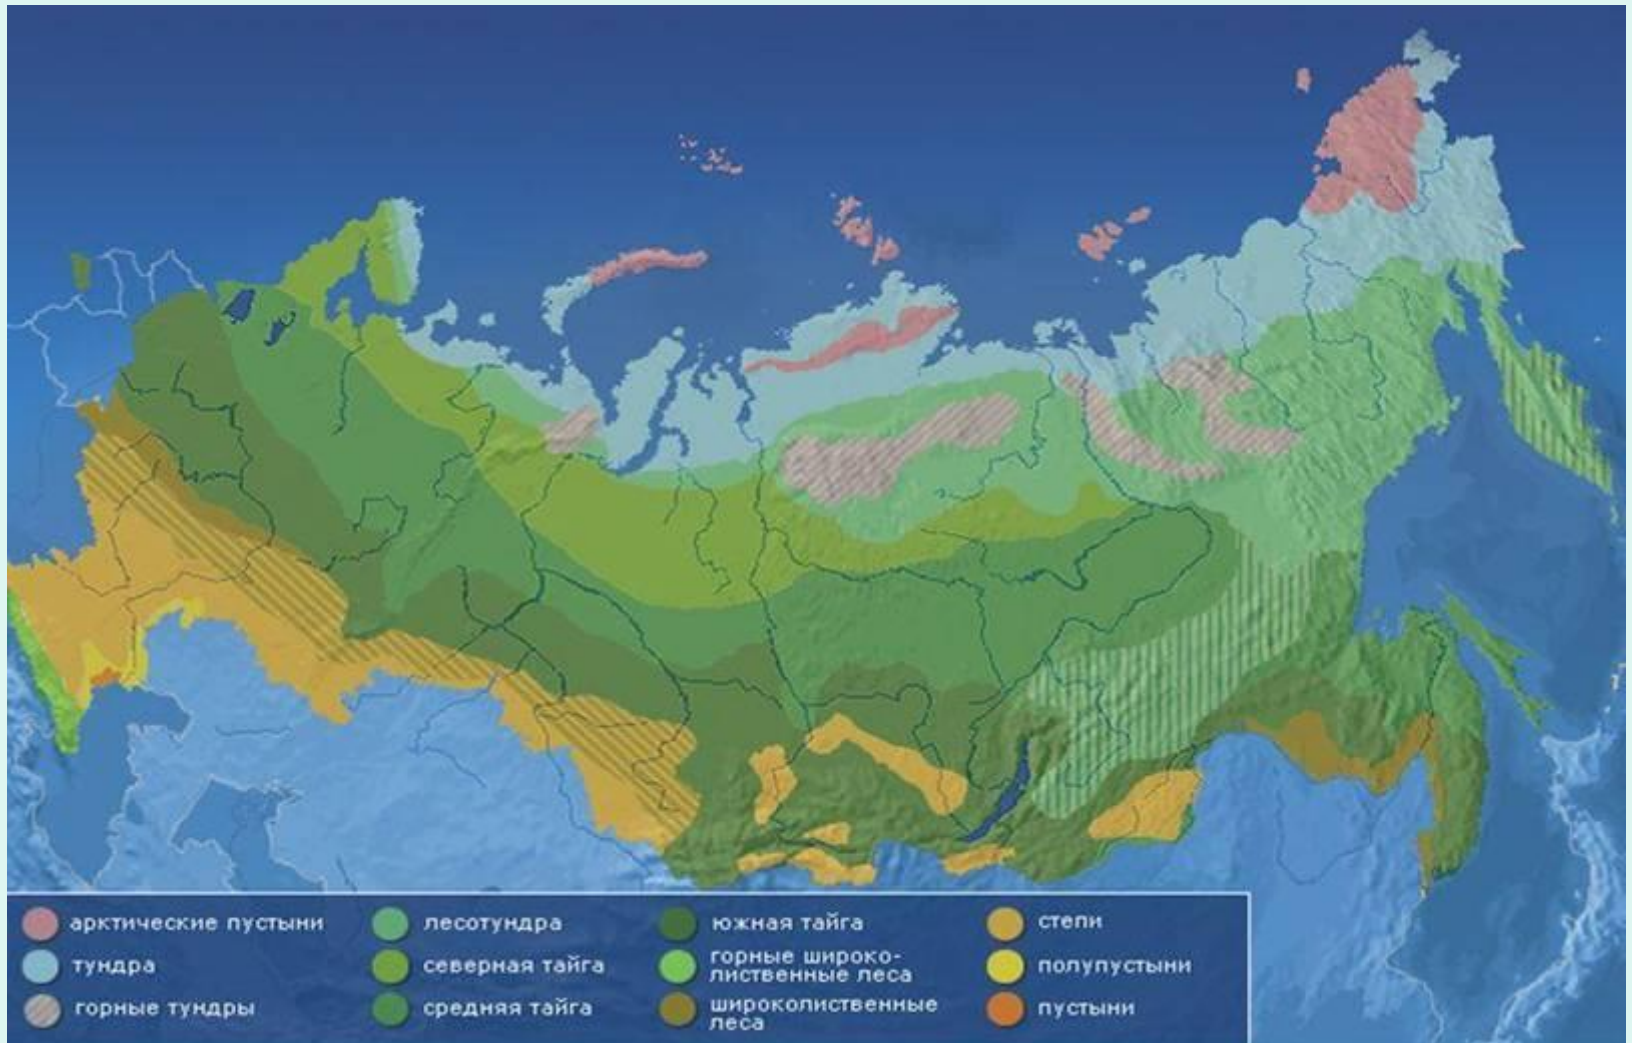 арктические пустыни
тундра
горные тундры
лесотундра
северная тайга
средняя тайга
южная тайга
горные широко-
лиственные леса
широколиственные
леса
степи
полупустыни
пустыни